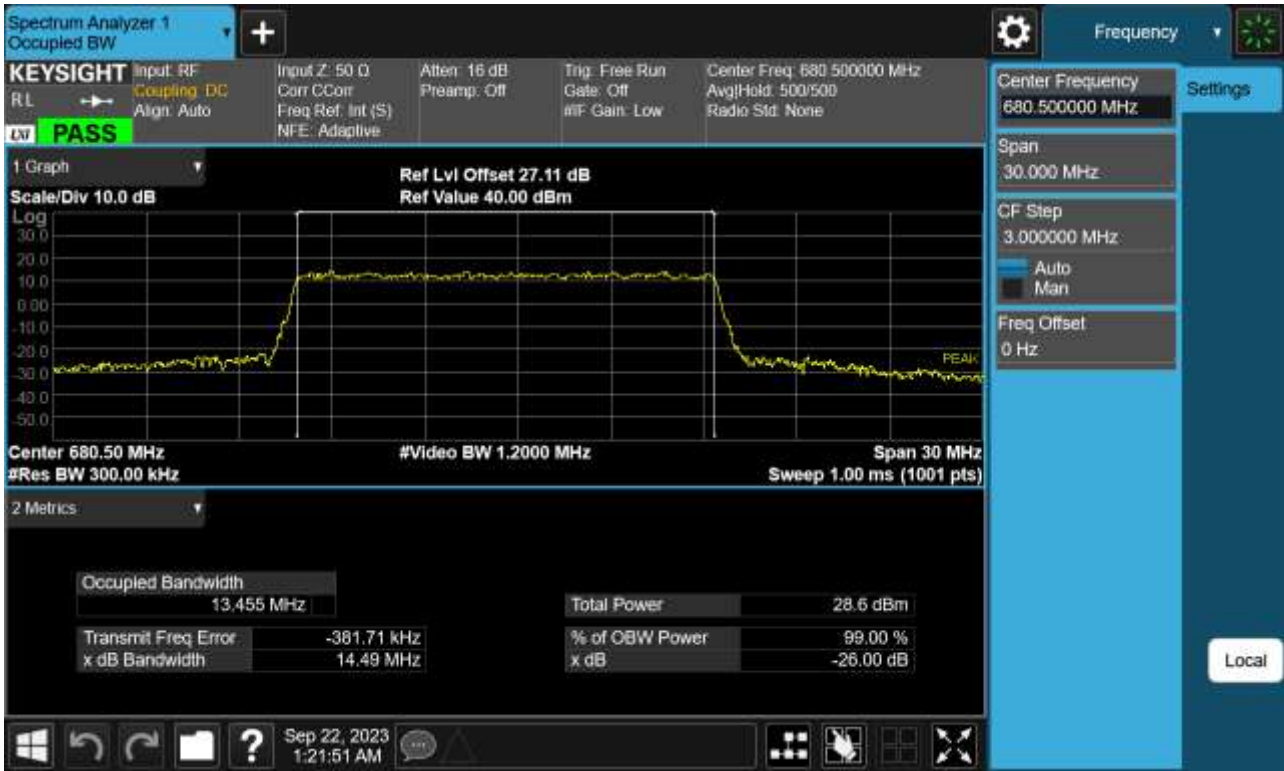 Spectrum Analyzer 1
Occupied BW
+
Frequency
KEYSIGHT
RL
LXI
PASS
Input: RF
Coupling: DC
Align: Auto
Input Z: 50 Ω
Corr CCorr
Freq Ref: Int (S)
NFE: Adaptive
Atten: 16 dB
Preamp: Off
Trig: Free Run
Gate: Off
#IF Gain: Low
Center Freq: 680.500000 MHz
Avg|Hold: 500/500
Radio Std: None
1 Graph
Scale/Div 10.0 dB
Ref Lvl Offset 27.11 dB
Ref Value 40.00 dBm
Log
30.0
20.0
10.0
0.00
-10.0
-20.0
-30.0
-40.0
-50.0
PEAK
Center 680.50 MHz
#Video BW 1.2000 MHz
Span 30 MHz
#Res BW 300.00 kHz
Sweep 1.00 ms (1001 pts)
2 Metrics
Occupied Bandwidth
13.455 MHz
Total Power 28.6 dBm
Transmit Freq Error -381.71 kHz
% of OBW Power 99.00 %
x dB Bandwidth 14.49 MHz
x dB -26.00 dB
Center Frequency
680.500000 MHz
Settings
Span
30.000 MHz
CF Step
3.000000 MHz
Auto
Man
Freq Offset
0 Hz
Local
?
Sep 22, 2023
1:21:51 AM